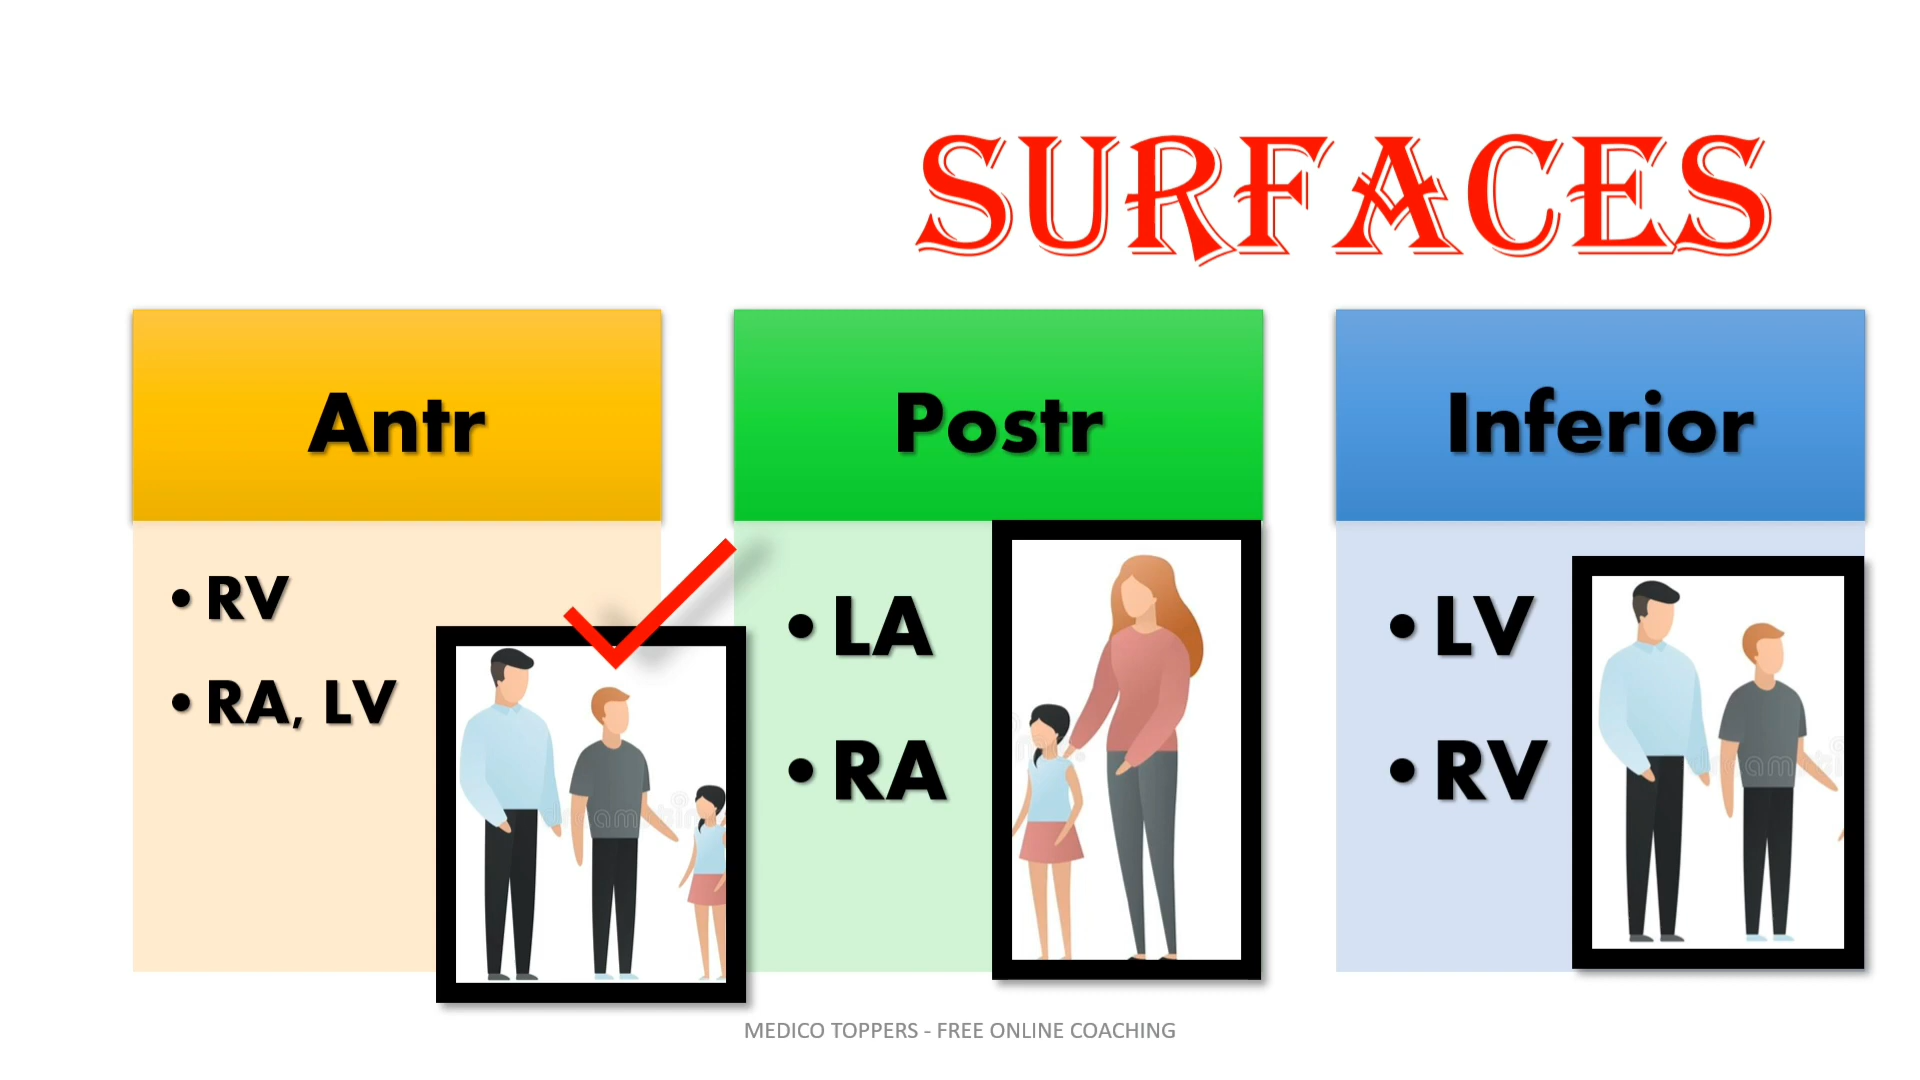 SURFACES
Antr
Postr
Inferior
• RV
• RA, LV
• LA
• RA
• LV
• RV
MEDICO TOPPERS - FREE ONLINE COACHING